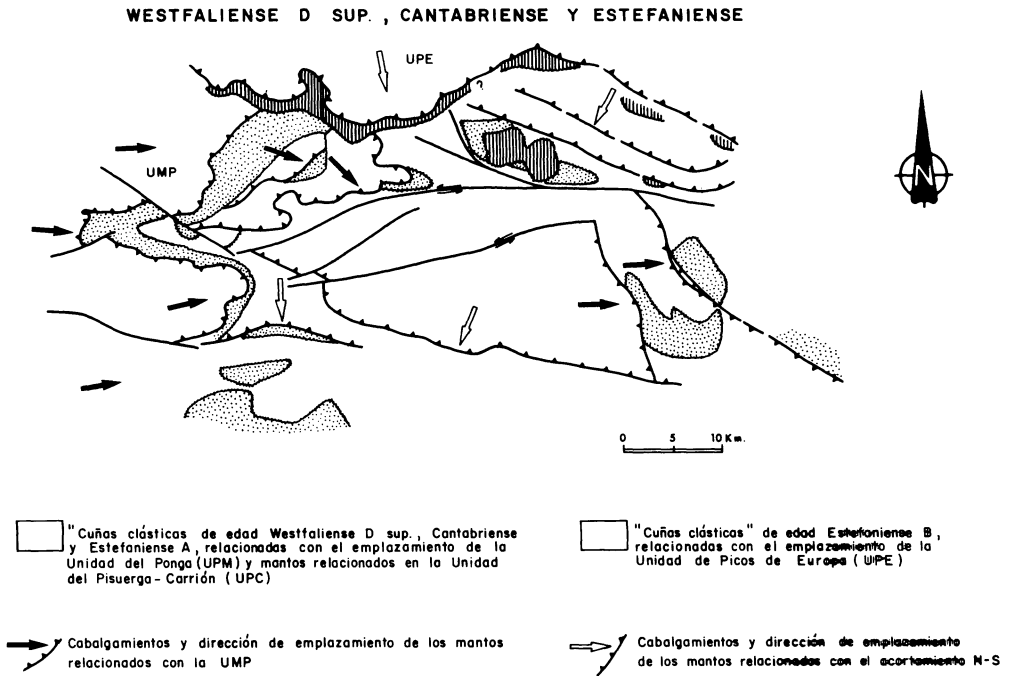 WESTFALIENSE D SUP., CANTABRIENSE Y ESTEFANIENSE
UPE
?
UMP
N
0 5 10 Km.
"Cuñas clásticas de edad Westfaliense D sup., Cantabriense
y Estefaniense A, relacionadas con el emplazamiento de la
Unidad del Ponga (UPM) y mantos relacionados en la Unidad
del Pisuerga-Carrión (UPC)
"Cuñas clásticas" de edad Estefaniense B,
relacionadas con el emplazamiento de la
Unidad de Picos de Europa (UPE)
Cabalgamientos y dirección de emplazamiento de los mantos
relacionados con la UMP
Cabalgamientos y dirección de emplazamiento
de los mantos relacionados con el acortamiento N-S